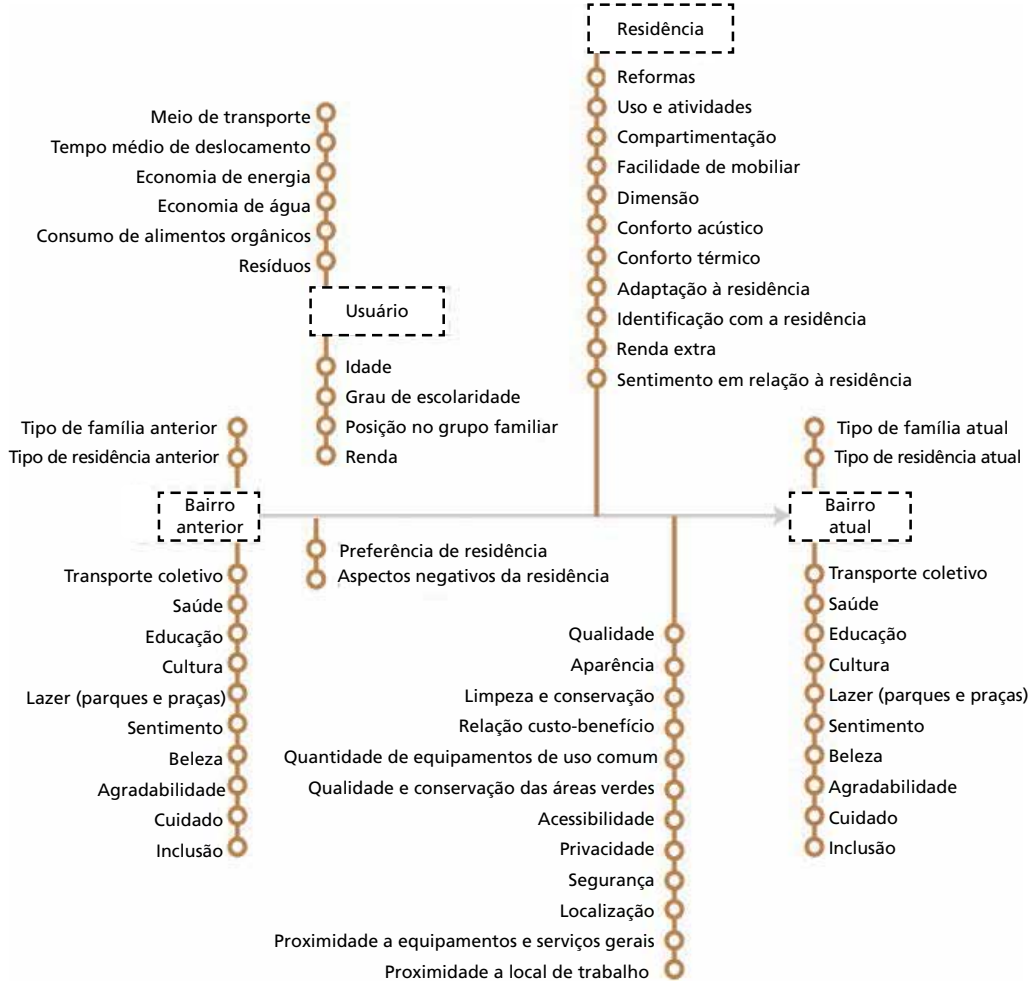 Residência
Reformas
Uso e atividades
Compartimentação
Facilidade de mobiliar
Dimensão
Conforto acústico
Conforto térmico
Adaptação à residência
Identificação com a residência
Renda extra
Sentimento em relação à residência
Meio de transporte
Tempo médio de deslocamento
Economia de energia
Economia de água
Consumo de alimentos orgânicos
Resíduos
Usuário
Idade
Grau de escolaridade
Posição no grupo familiar
Renda
Tipo de família anterior
Tipo de residência anterior
Bairro
anterior
Transporte coletivo
Saúde
Educação
Cultura
Lazer (parques e praças)
Sentimento
Beleza
Agradabilidade
Cuidado
Inclusão
Preferência de residência
Aspectos negativos da residência
Qualidade
Aparência
Limpeza e conservação
Relação custo-benefício
Quantidade de equipamentos de uso comum
Qualidade e conservação das áreas verdes
Acessibilidade
Privacidade
Segurança
Localização
Proximidade a equipamentos e serviços gerais
Proximidade a local de trabalho
Tipo de família atual
Tipo de residência atual
Bairro
atual
Transporte coletivo
Saúde
Educação
Cultura
Lazer (parques e praças)
Sentimento
Beleza
Agradabilidade
Cuidado
Inclusão